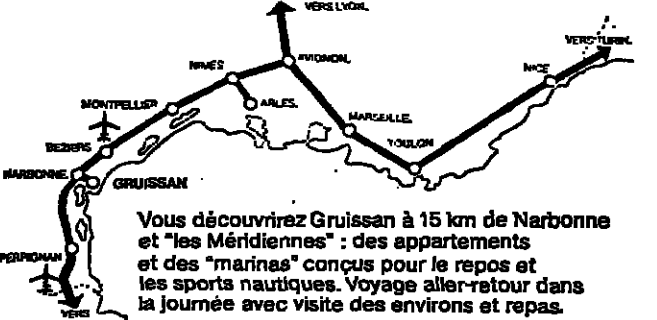 VERS LYON.
AVIGNON.
VERS TURIN.
NICE
NIMES
ARLES.
MONTPELLIER
MARSEILLE.
TOULON
BEZIERS
NARBONNE.
GRUISSAN
PERPIGNAN
VERS
Vous découvrirez Gruissan à 15 km de Narbonne
et "les Méridiennes" : des appartements
et des "marinas" conçus pour le repos et
les sports nautiques. Voyage aller-retour dans
la journée avec visite des environs et repas.